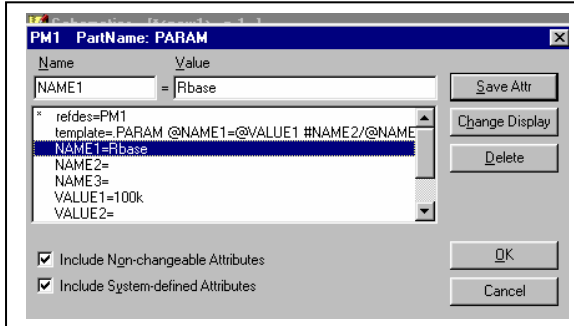 Schematics
PM1 PartName: PARAM
Name Value
NAME1 = Rbase
Save Attr
* refdes=PM1
template=.PARAM @NAME1=@VALUE1 #NAME2/@NAME
NAME1=Rbase
NAME2=
NAME3=
VALUE1=100k
VALUE2=
Change Display
Delete
Include Non-changeable Attributes
Include System-defined Attributes
OK
Cancel